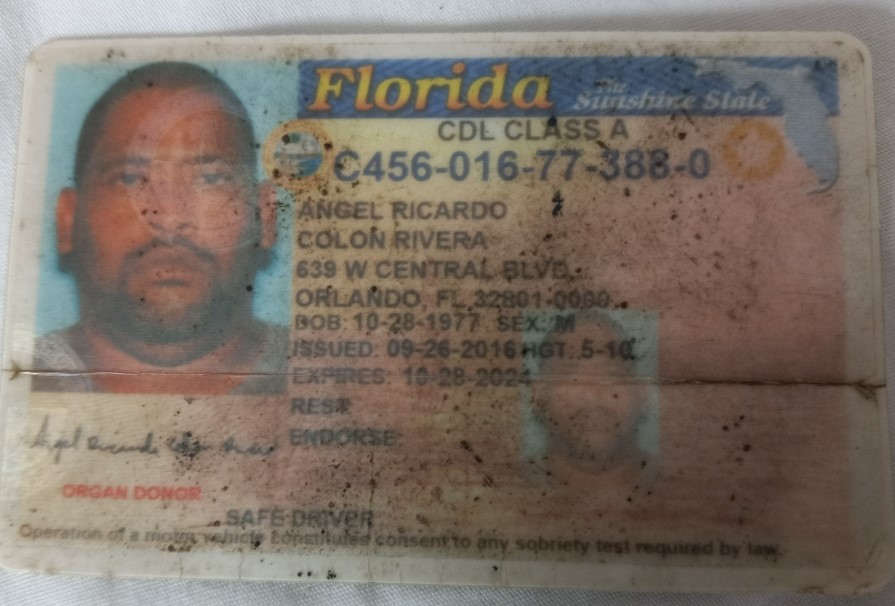 Florida The Sunshine State
CDL CLASS A
C456-016-77-388-0
ANGEL RICARDO
COLON RIVERA
639 W CENTRAL BLVD
ORLANDO, FL 32801-0000
DOB: 10-28-1977 SEX: M
ISSUED: 09-26-2016 HGT: 5-10
EXPIRES: 10-28-2024
REST:
ENDORSE:
ORGAN DONOR
SAFE DRIVER
Operation of a motor vehicle constitutes consent to any sobriety test required by law.